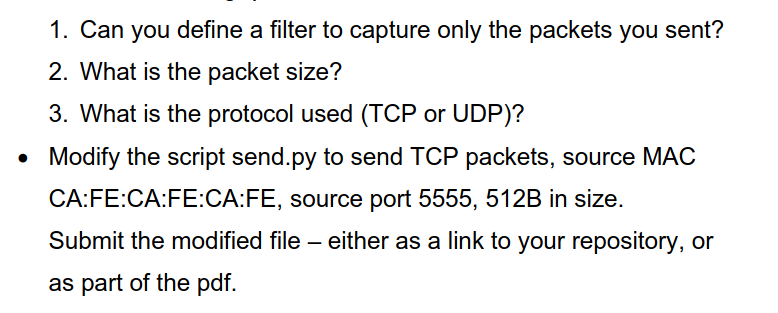 1. Can you define a filter to capture only the packets you sent?
2. What is the packet size?
3. What is the protocol used (TCP or UDP)?
• Modify the script send.py to send TCP packets, source MAC
CA:FE:CA:FE:CA:FE, source port 5555, 512B in size.
Submit the modified file – either as a link to your repository, or
as part of the pdf.